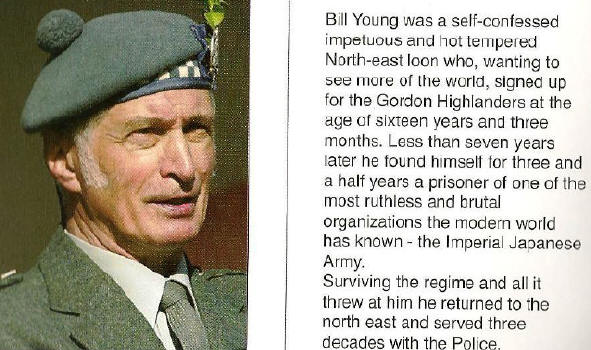 Bill Young was a self-confessed
impetuous and hot tempered
North-east loon who, wanting to
see more of the world, signed up
for the Gordon Highlanders at the
age of sixteen years and three
months. Less than seven years
later he found himself for three and
a half years a prisoner of one of the
most ruthless and brutal
organizations the modern world
has known - the Imperial Japanese
Army.
Surviving the regime and all it
threw at him he returned to the
north east and served three
decades with the Police.